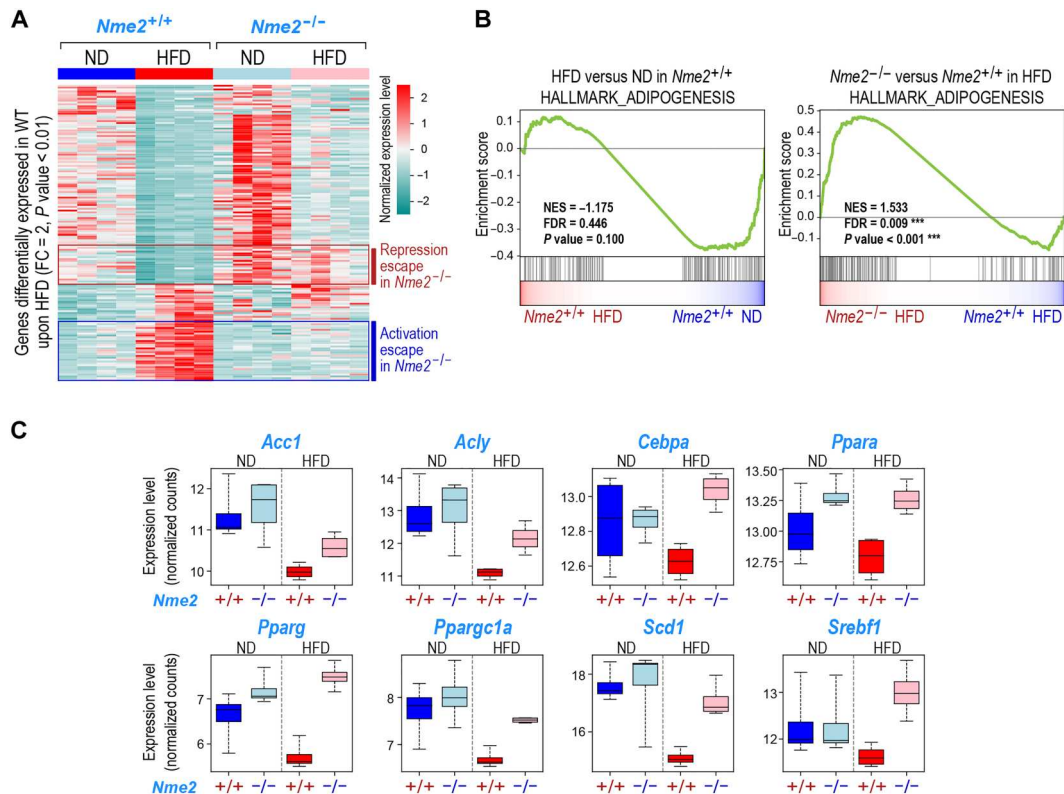 A
Nme2+/+ Nme2−/−
ND HFD ND HFD
Genes differentially expressed in WT
upon HFD (FC = 2, P value < 0.01)
2
1
0
−1
−2
Normalized expression level
Repression
escape
in Nme2−/−
Activation
escape
in Nme2−/−
B
HFD versus ND in Nme2+/+
HALLMARK_ADIPOGENESIS
Enrichment score
0.1
0.0
−0.1
−0.2
−0.3
−0.4
NES = −1.175
FDR = 0.446
P value = 0.100
Nme2+/+ HFD Nme2+/+ ND
Nme2−/− versus Nme2+/+ in HFD
HALLMARK_ADIPOGENESIS
Enrichment score
0.5
0.4
0.3
0.2
0.1
0.0
−0.1
NES = 1.533
FDR = 0.009 ***
P value < 0.001 ***
Nme2−/− HFD Nme2+/+ HFD
C
Acc1 Acly Cebpa Ppara
ND HFD ND HFD ND HFD ND HFD
Expression level
(normalized counts)
12
11
10
14
13
12
11
13.0
12.8
12.6
13.50
13.25
13.00
12.75
Nme2 +/+ −/− +/+ −/− +/+ −/− +/+ −/− +/+ −/− +/+ −/− +/+ −/− +/+ −/−
Pparg Ppargc1a Scd1 Srebf1
ND HFD ND HFD ND HFD ND HFD
Expression level
(normalized counts)
7
6
8
7
18
16
14
13
12
Nme2 +/+ −/− +/+ −/− +/+ −/− +/+ −/− +/+ −/− +/+ −/− +/+ −/− +/+ −/−